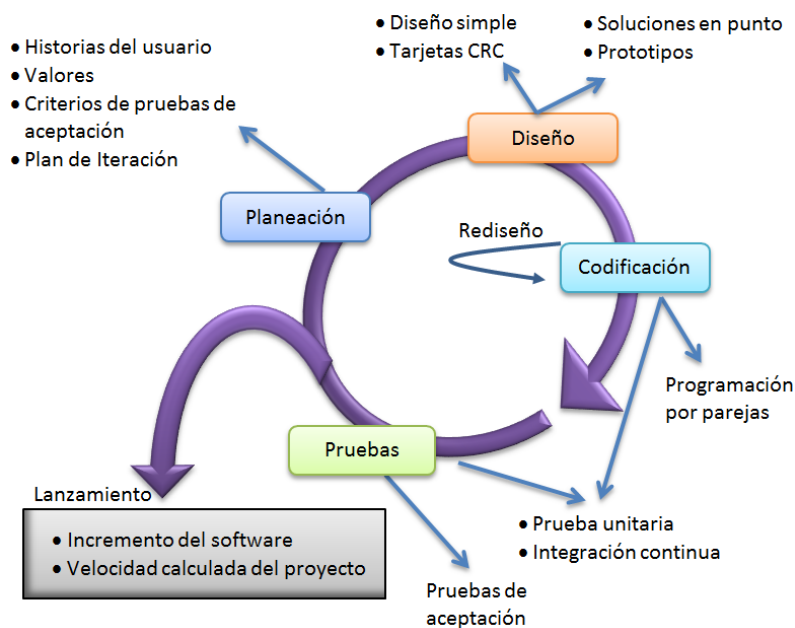 • Historias del usuario
• Valores
• Criterios de pruebas de
aceptación
• Plan de Iteración
• Diseño simple
• Tarjetas CRC
• Soluciones en punto
• Prototipos
Diseño
Planeación
Rediseño
Codificación
Programación
por parejas
Pruebas
Lanzamiento
• Incremento del software
• Velocidad calculada del proyecto
• Prueba unitaria
• Integración continua
Pruebas de
aceptación